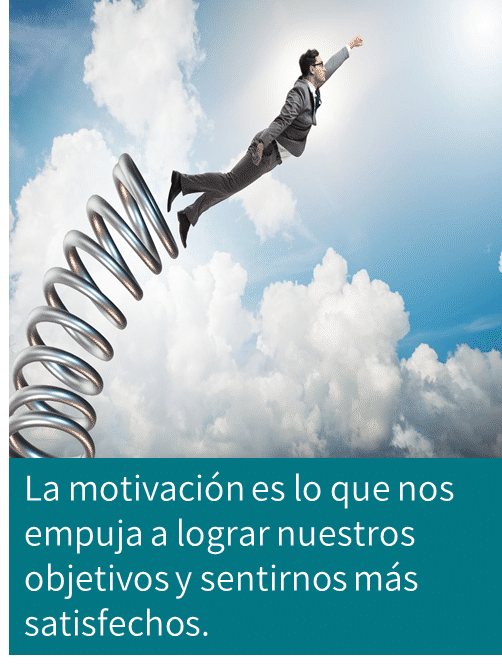 La motivación es lo que nos
empuja a lograr nuestros
objetivos y sentirnos más
satisfechos.